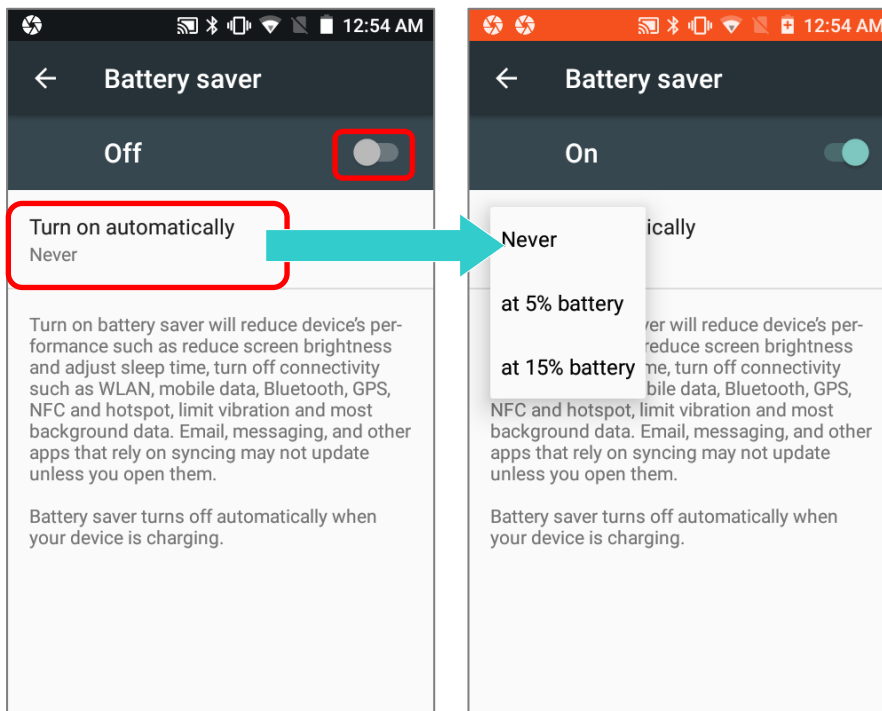 12:54 AM
Battery saver
Off
Turn on automatically
Never
Turn on battery saver will reduce device's per-
formance such as reduce screen brightness
and adjust sleep time, turn off connectivity
such as WLAN, mobile data, Bluetooth, GPS,
NFC and hotspot, limit vibration and most
background data. Email, messaging, and other
apps that rely on syncing may not update
unless you open them.
Battery saver turns off automatically when
your device is charging.
12:54 AM
Battery saver
On
ically
Never
at 5% battery
at 15% battery
ver will reduce device's per-
reduce screen brightness
me, turn off connectivity
bile data, Bluetooth, GPS,
NFC and hotspot, limit vibration and most
background data. Email, messaging, and other
apps that rely on syncing may not update
unless you open them.
Battery saver turns off automatically when
your device is charging.